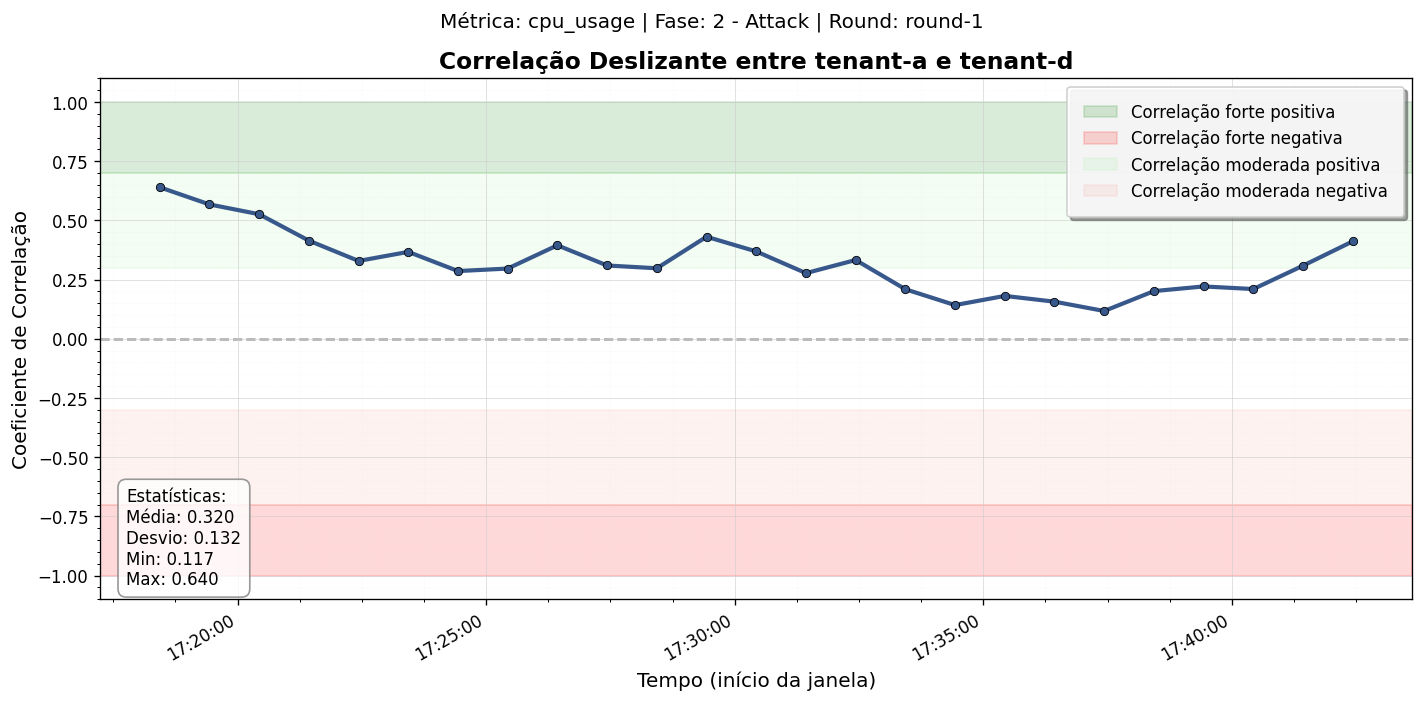 Métrica: cpu_usage | Fase: 2 - Attack | Round: round-1
Correlação Deslizante entre tenant-a e tenant-d
Coeficiente de Correlação
1.00
0.75
0.50
0.25
0.00
−0.25
−0.50
−0.75
−1.00
Correlação forte positiva
Correlação forte negativa
Correlação moderada positiva
Correlação moderada negativa
Estatísticas:
Média: 0.320
Desvio: 0.132
Min: 0.117
Max: 0.640
17:20:00
17:25:00
17:30:00
17:35:00
17:40:00
Tempo (início da janela)